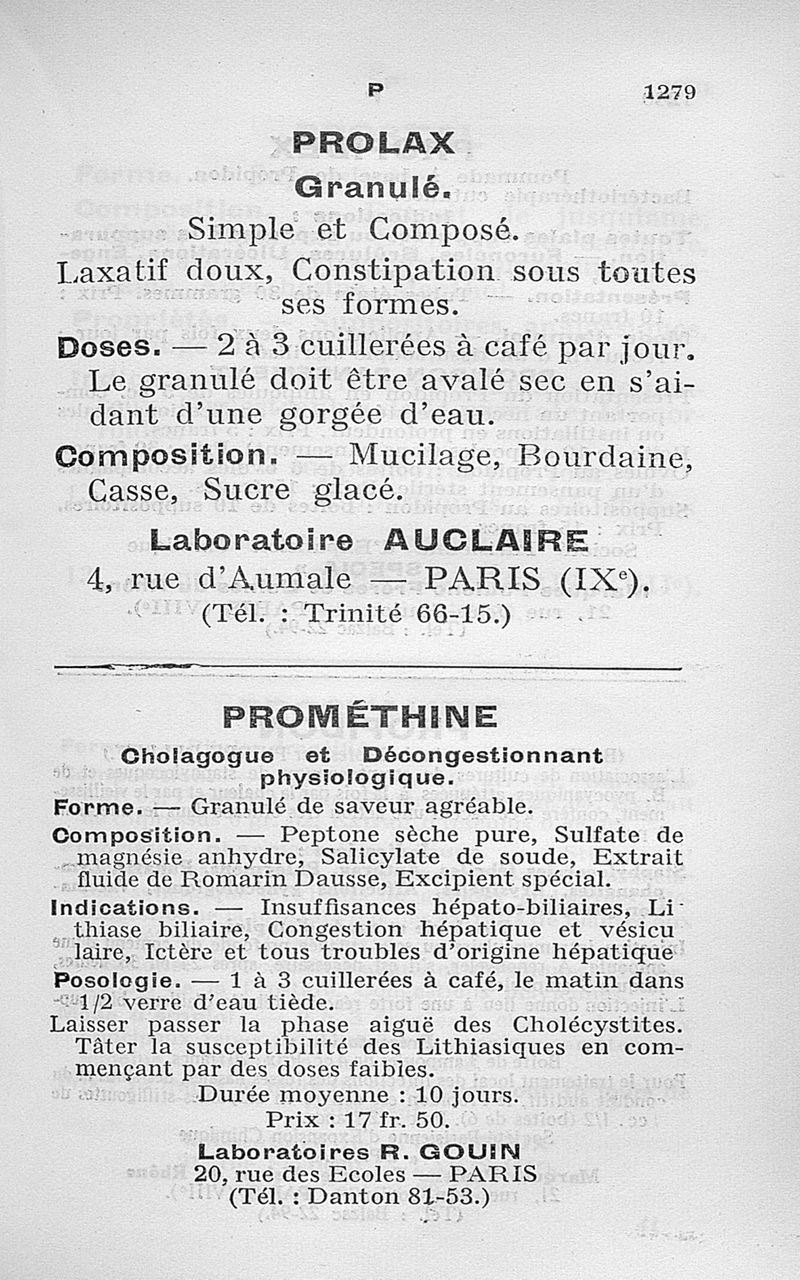 P 1279
PROLAX
Granulé.
Simple et Composé.
Laxatif doux, Constipation sous toutes
ses formes.
Doses. — 2 à 3 cuillerées à café par jour.
Le granulé doit être avalé sec en s'ai-
dant d'une gorgée d'eau.
Composition. — Mucilage, Bourdaine,
Casse, Sucre glacé.
Laboratoire AUCLAIRE
4, rue d'Aumale — PARIS (IXe).
(Tél. : Trinité 66-15.)
PROMÉTHINE
Cholagogue et Décongestionnant
physiologique.
Forme. — Granulé de saveur agréable.
Composition. — Peptone sèche pure, Sulfate de
magnésie anhydre, Salicylate de soude, Extrait
fluide de Romarin Dausse, Excipient spécial.
Indications. — Insuffisances hépato-biliaires, Li-
thiase biliaire, Congestion hépatique et vésicu
laire, Ictère et tous troubles d'origine hépatique
Posologie. — 1 à 3 cuillerées à café, le matin dans
1/2 verre d'eau tiède.
Laisser passer la phase aiguë des Cholécystites.
Tâter la susceptibilité des Lithiasiques en com-
mençant par des doses faibles.
Durée moyenne : 10 jours.
Prix : 17 fr. 50.
Laboratoires R. GOUIN
20, rue des Ecoles — PARIS
(Tél. : Danton 81-53.)